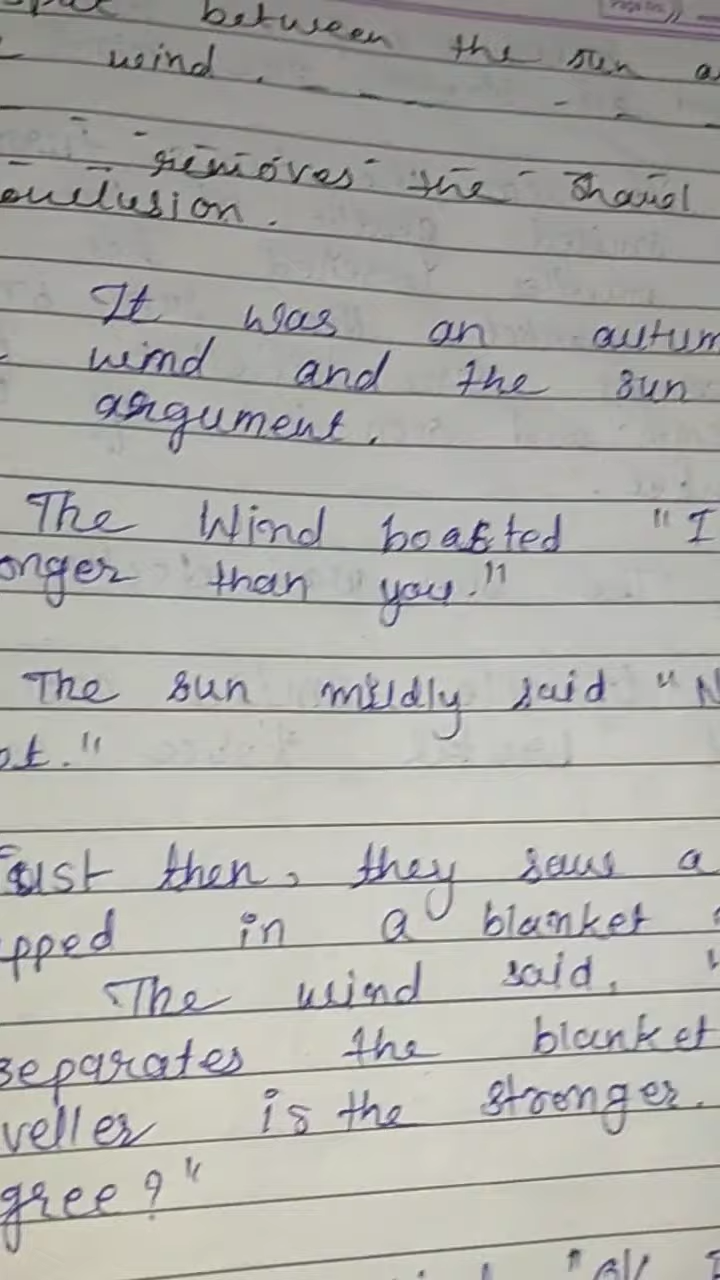 between the sun a
wind. - - - - -
removes the shawl
onclusion.
It was an autum
wind and the sun
argument.
The Wind boasted "I
onger than you."
The sun mildly said "N
ot."
Just then, they saw a
pped in a blanket
The wind said, "
separates the blanket
veller is the stronger.
gree?"